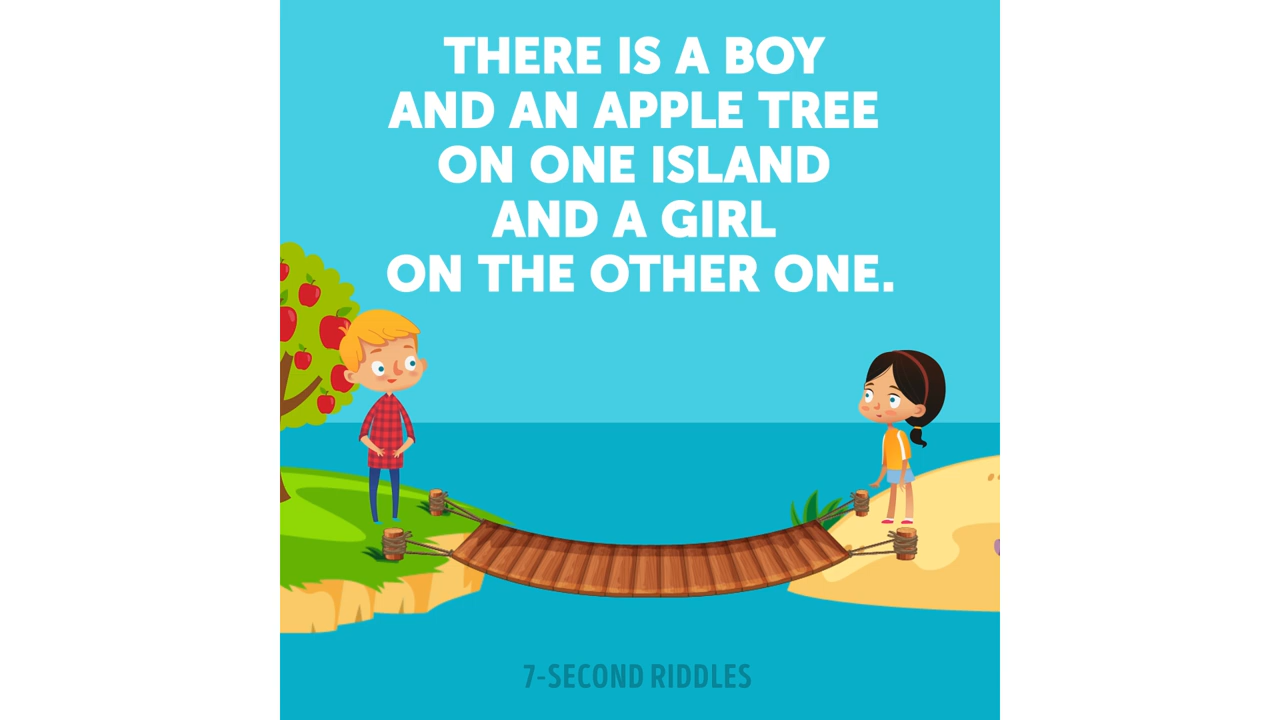 THERE IS A BOY
AND AN APPLE TREE
ON ONE ISLAND
AND A GIRL
ON THE OTHER ONE.
7-SECOND RIDDLES